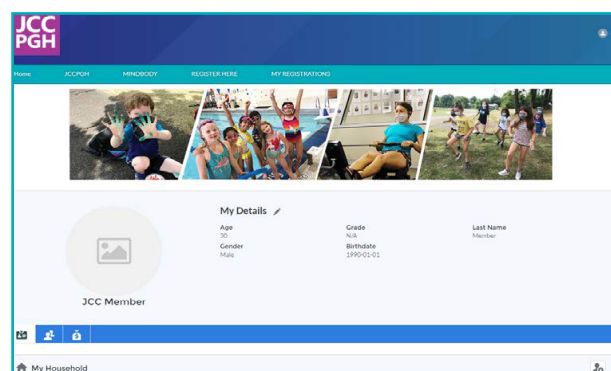 JCC
PGH
Home JCCPGH MINDBODY REGISTER HERE MY REGISTRATIONS
My Details
Age Grade Last Name
30 N/A Member
Gender Birthdate
Male 1990-01-01
JCC Member
My Household